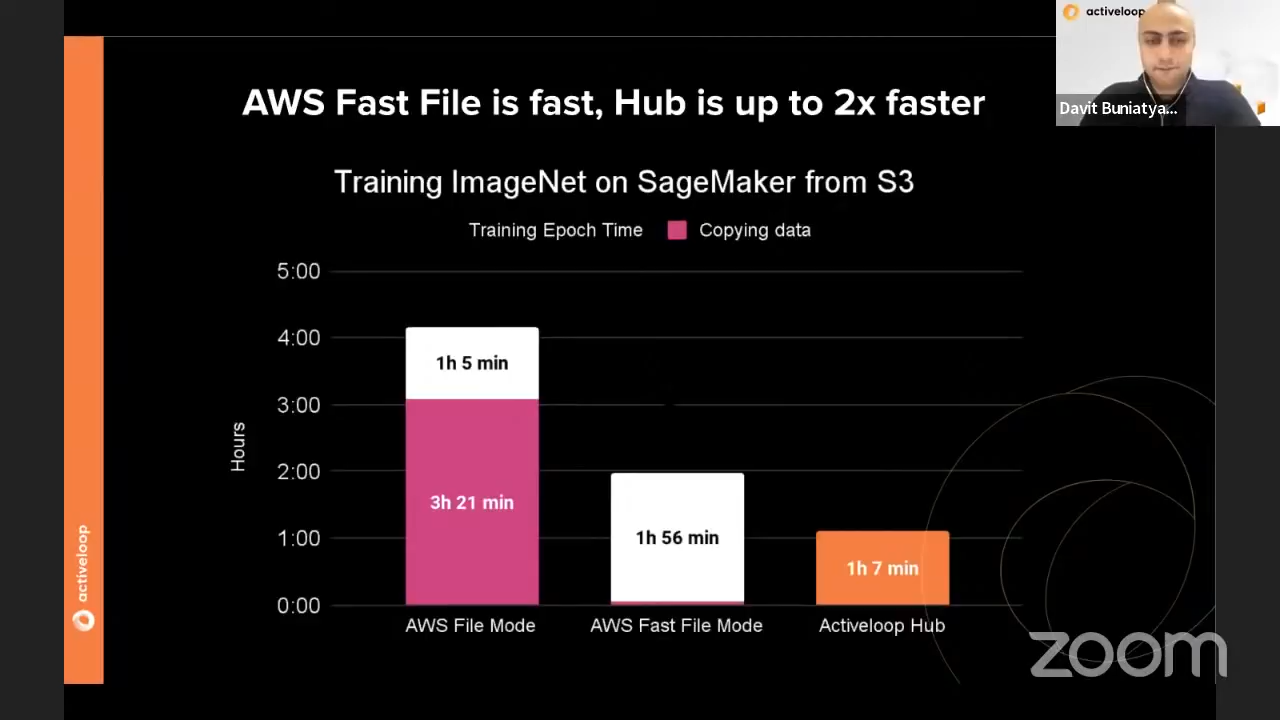 activeloop
Davit Buniatya...
AWS Fast File is fast, Hub is up to 2x faster
Training ImageNet on SageMaker from S3
Training Epoch Time
Copying data
5:00
4:00
3:00
2:00
1:00
0:00
Hours
1h 5 min
3h 21 min
1h 56 min
1h 7 min
AWS File Mode
AWS Fast File Mode
Activeloop Hub
activeloop
zoom